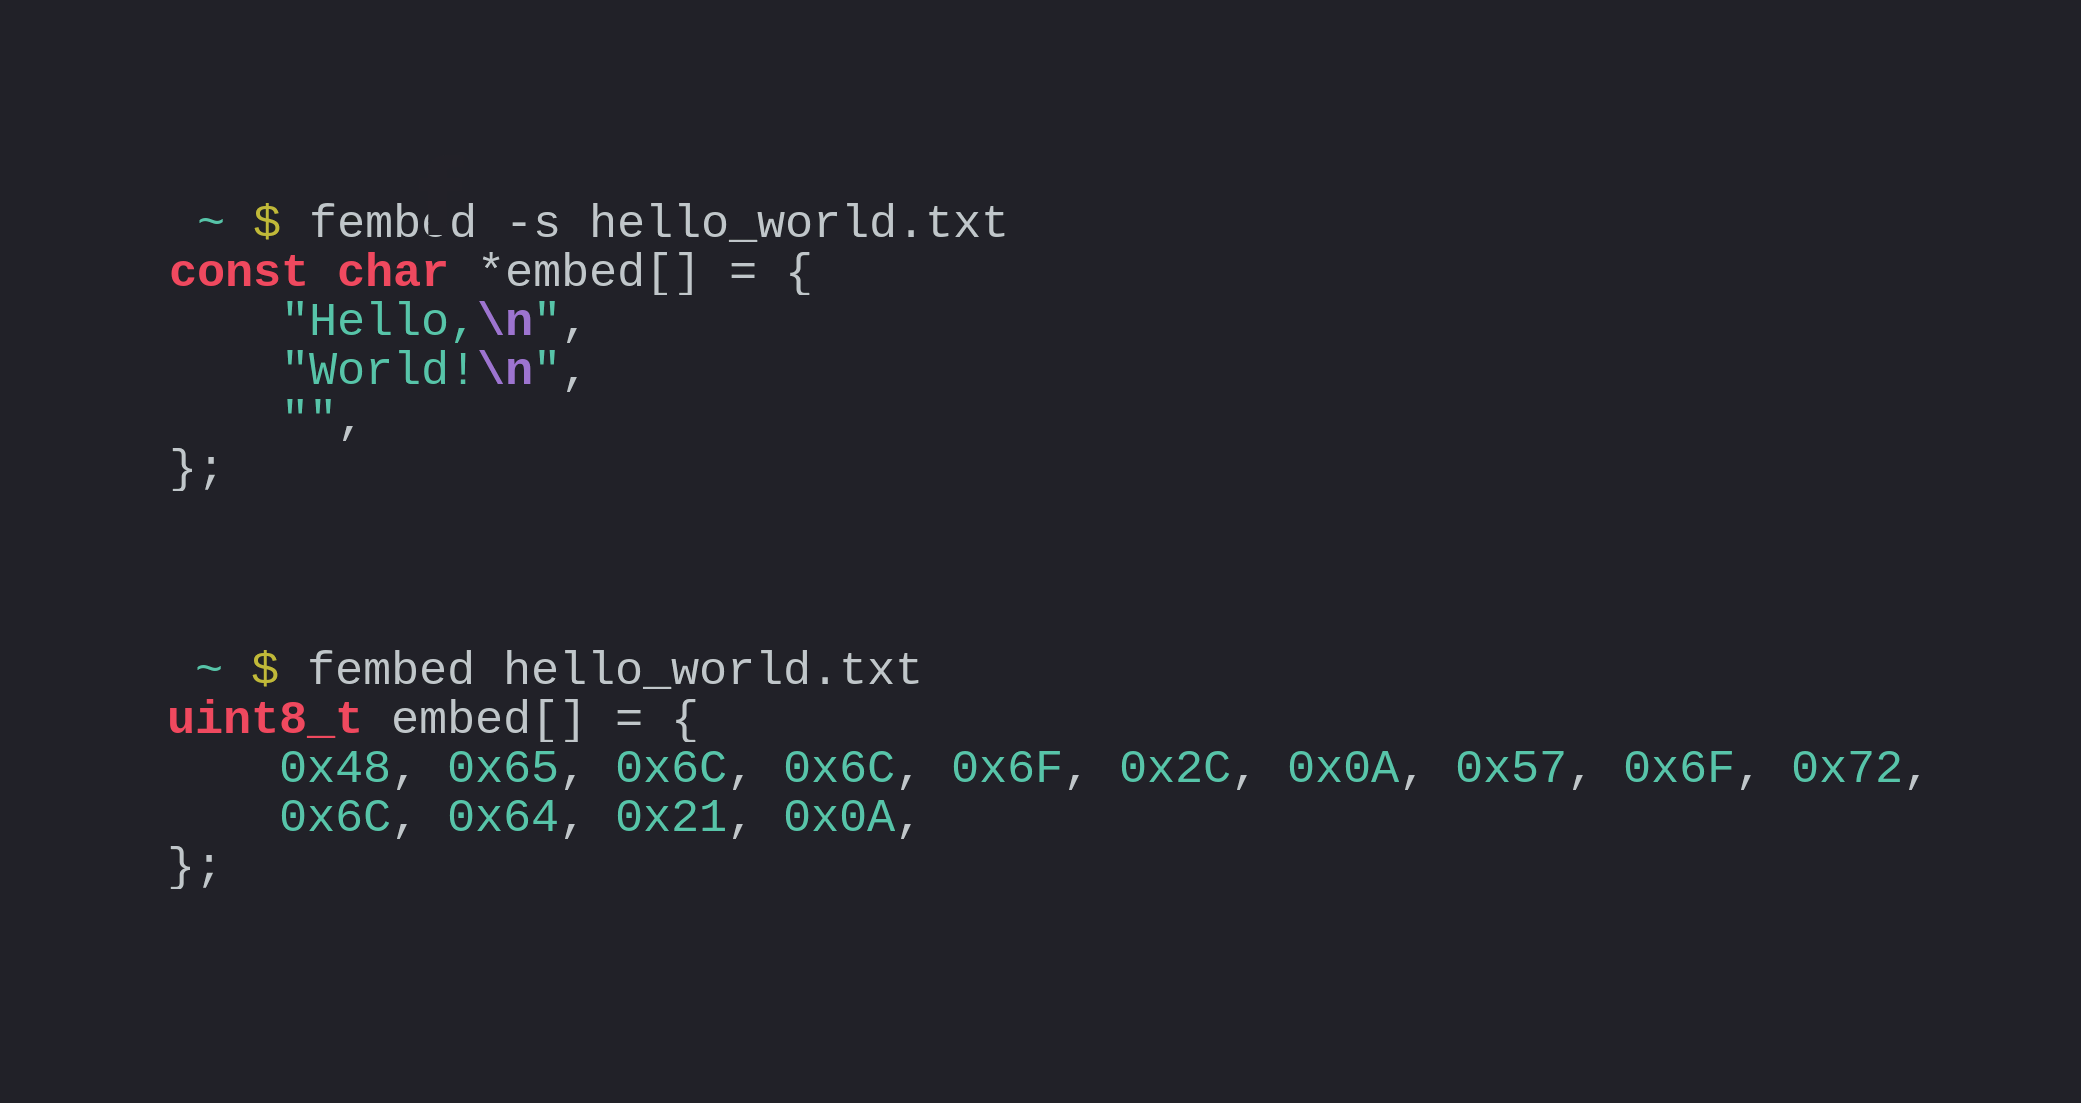 ~ $ fembed -s hello_world.txt
const char *embed[] = {
    "Hello,\n",
    "World!\n",
    "",
};
~ $ fembed hello_world.txt
uint8_t embed[] = {
    0x48, 0x65, 0x6C, 0x6C, 0x6F, 0x2C, 0x0A, 0x57, 0x6F, 0x72,
    0x6C, 0x64, 0x21, 0x0A,
};